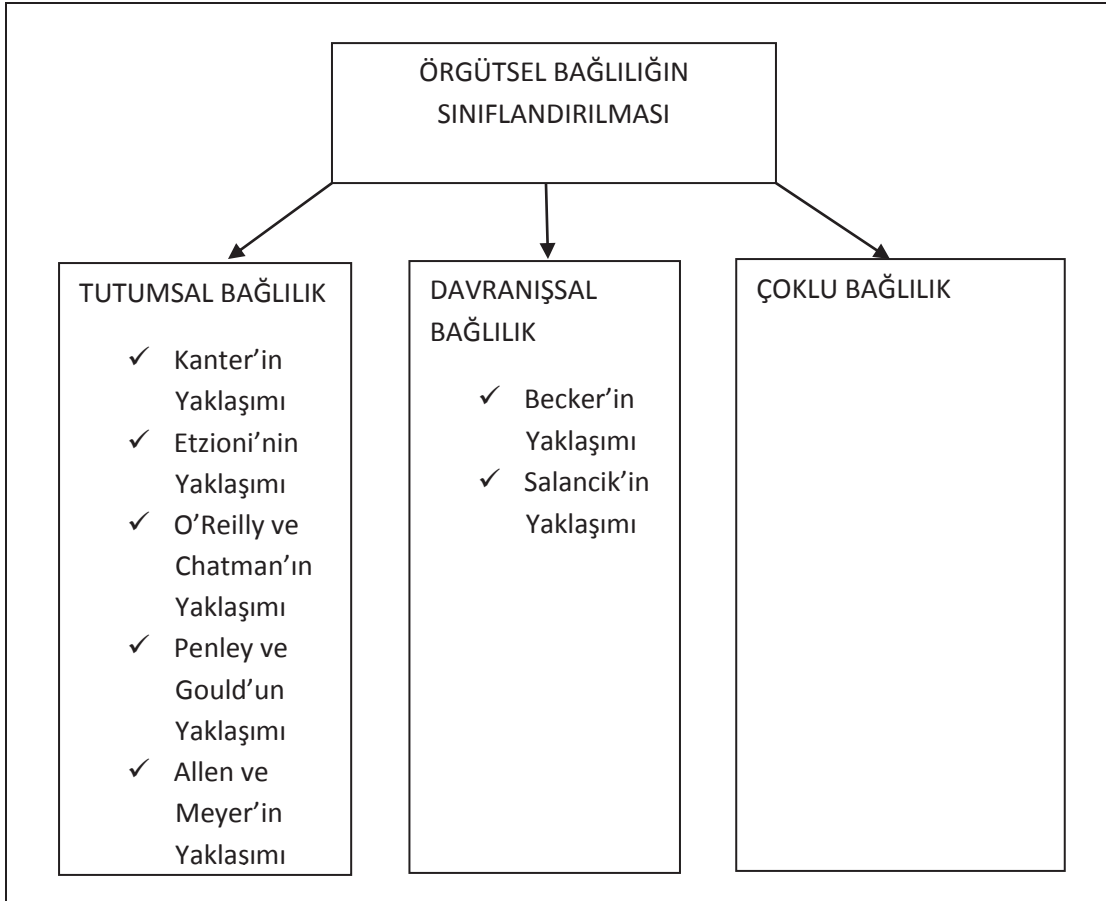 ÖRGÜTSEL BAĞLILIĞIN
SINIFLANDIRILMASI
TUTUMSAL BAĞLILIK
✓ Kanter’in
Yaklaşımı
✓ Etzioni’nin
Yaklaşımı
✓ O’Reilly ve
Chatman’ın
Yaklaşımı
✓ Penley ve
Gould’un
Yaklaşımı
✓ Allen ve
Meyer’in
Yaklaşımı
DAVRANIŞSAL
BAĞLILIK
✓ Becker’in
Yaklaşımı
✓ Salancik’in
Yaklaşımı
ÇOKLU BAĞLILIK